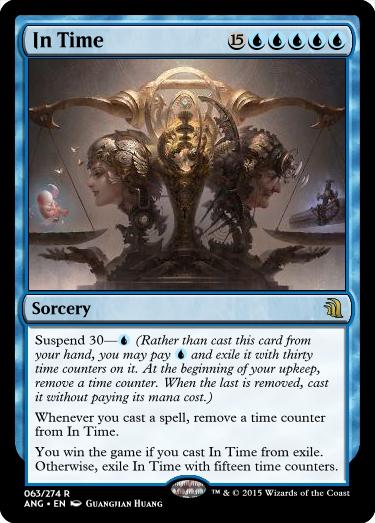 In Time
15
Sorcery
Suspend 30— (Rather than cast this card from
your hand, you may pay and exile it with thirty
time counters on it. At the beginning of your upkeep,
remove a time counter. When the last is removed, cast
it without paying its mana cost.)
Whenever you cast a spell, remove a time counter
from In Time.
You win the game if you cast In Time from exile.
Otherwise, exile In Time with fifteen time counters.
063/274 R
ANG • EN Guangjian Huang
™ & © 2015 Wizards of the Coast